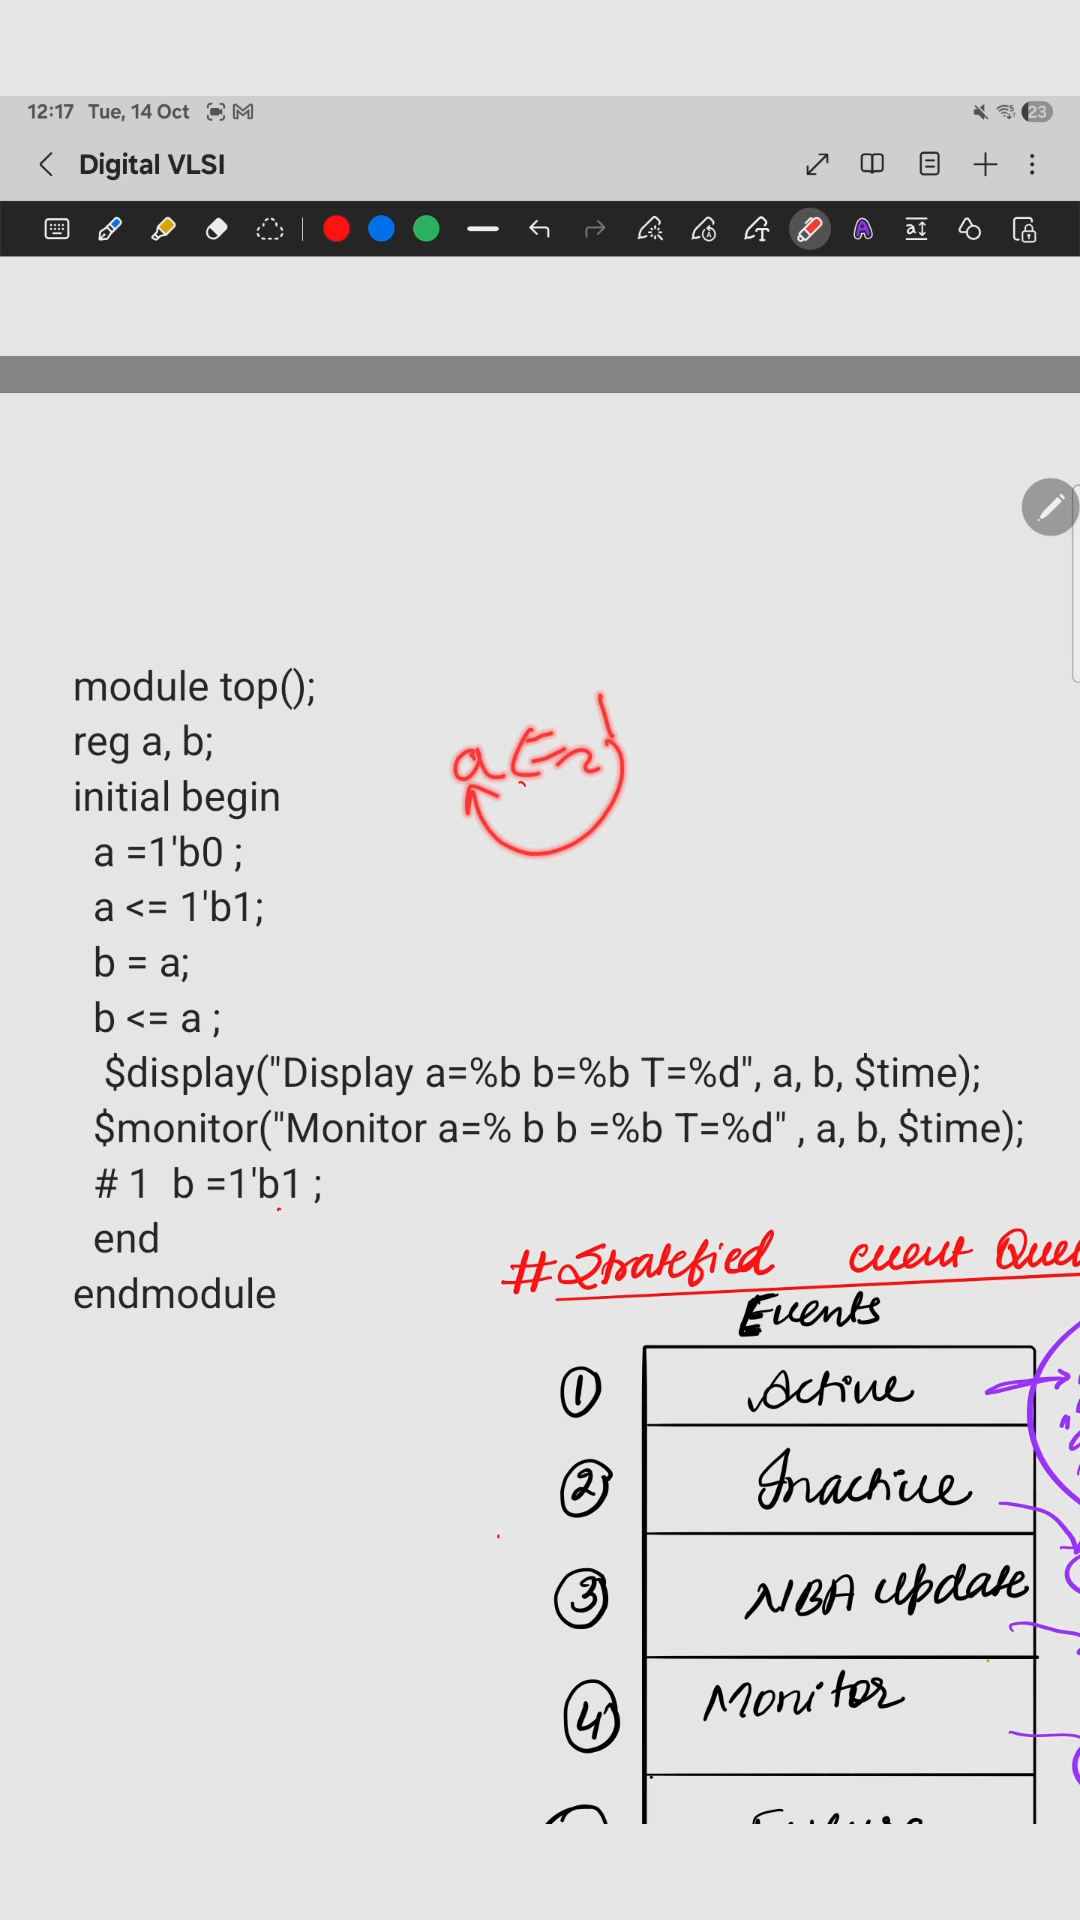 12:17 Tue, 14 Oct 23
Digital VLSI
module top();
reg a, b;
initial begin
a =1'b0 ;
a <= 1'b1;
b = a;
b <= a ;
$display("Display a=%b b=%b T=%d", a, b, $time);
$monitor("Monitor a=% b b =%b T=%d" , a, b, $time);
# 1 b =1'b1 ;
end
endmodule
#Stratefied event Que
Events
1 Active
2 Inactive
3 NBA update
4 Monitor